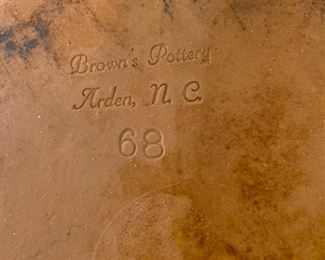 Brown's Pottery
Arden, N. C.
68